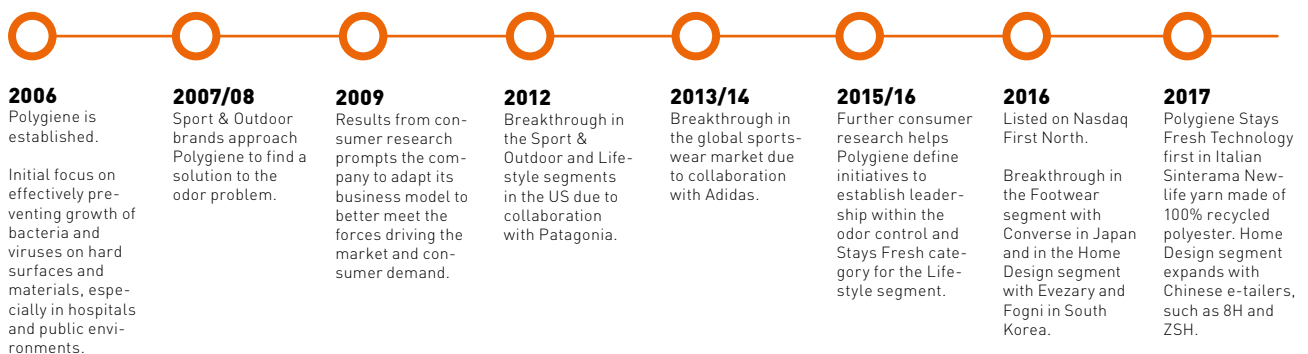 2006
Polygiene is
established.
Initial focus on
effectively pre-
venting growth of
bacteria and
viruses on hard
surfaces and
materials, espe-
cially in hospitals
and public envi-
ronments.
2007/08
Sport & Outdoor
brands approach
Polygiene to find a
solution to the
odor problem.
2009
Results from con-
sumer research
prompts the com-
pany to adapt its
business model to
better meet the
forces driving the
market and con-
sumer demand.
2012
Breakthrough in
the Sport &
Outdoor and Life-
style segments
in the US due to
collaboration
with Patagonia.
2013/14
Breakthrough in
the global sports-
wear market due
to collaboration
with Adidas.
2015/16
Further consumer
research helps
Polygiene define
initiatives to
establish leader-
ship within the
odor control and
Stays Fresh cate-
gory for the Life-
style segment.
2016
Listed on Nasdaq
First North.
Breakthrough in
the Footwear
segment with
Converse in Japan
and in the Home
Design segment
with Evezary and
Fogni in South
Korea.
2017
Polygiene Stays
Fresh Technology
first in Italian
Sinterama New-
life yarn made of
100% recycled
polyester. Home
Design segment
expands with
Chinese e-tailers,
such as 8H and
ZSH.